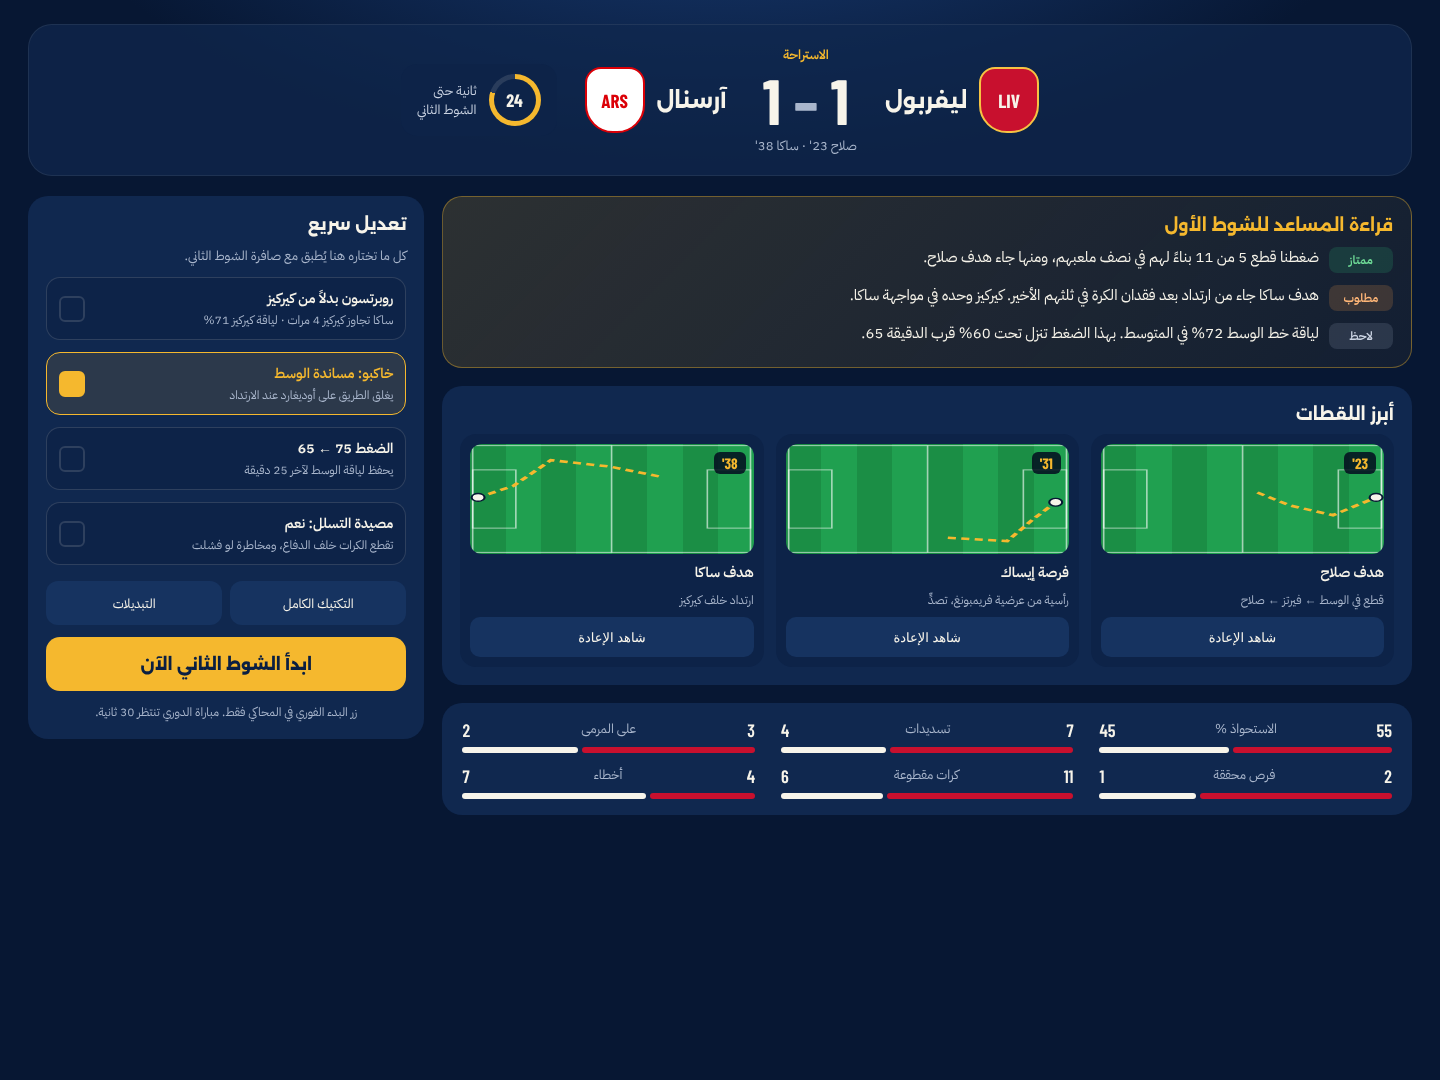 الاستراحة
LIV
ليفربول
1 – 1
آرسنال
ARS
صلاح 23' · ساكا 38'
24
ثانية حتى
الشوط الثاني
قراءة المساعد للشوط الأول
ممتاز
ضغطنا قطع 5 من 11 بناءً لهم في نصف ملعبهم، ومنها جاء هدف صلاح.
مطلوب
هدف ساكا جاء من ارتداد بعد فقدان الكرة في ثلثهم الأخير. كيركيز وحده في مواجهة ساكا.
لاحظ
لياقة خط الوسط 72% في المتوسط. بهذا الضغط تنزل تحت 60% قرب الدقيقة 65.
أبرز اللقطات
23'
هدف صلاح
قطع في الوسط ← فيرتز ← صلاح
شاهد الإعادة
31'
فرصة إيساك
رأسية من عرضية فريمبونغ، تصدٍّ
شاهد الإعادة
38'
هدف ساكا
ارتداد خلف كيركيز
شاهد الإعادة
55 الاستحواذ % 45
7 تسديدات 4
3 على المرمى 2
2 فرص محققة 1
11 كرات مقطوعة 6
4 أخطاء 7
تعديل سريع
كل ما تختاره هنا يُطبق مع صافرة الشوط الثاني.
روبرتسون بدلاً من كيركيز
ساكا تجاوز كيركيز 4 مرات · لياقة كيركيز 71%
خاكبو: مساندة الوسط
يغلق الطريق على أوديغارد عند الارتداد
الضغط 75 ← 65
يحفظ لياقة الوسط لآخر 25 دقيقة
مصيدة التسلل: نعم
تقطع الكرات خلف الدفاع، ومخاطرة لو فشلت
التكتيك الكامل
التبديلات
ابدأ الشوط الثاني الآن
زر البدء الفوري في المحاكي فقط. مباراة الدوري تنتظر 30 ثانية.